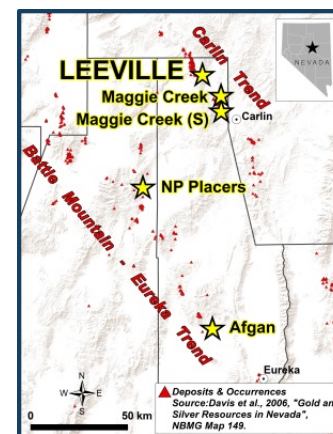 Carlin Trend
NEVADA
LEEVILLE
Maggie Creek
Maggie Creek (S)
Carlin
NP Placers
Battle Mountain - Eureka Trend
Afgan
Eureka
N
W E
S
0 50 km
Deposits & Occurrences
Source:Davis et al., 2006, "Gold and
Silver Resources in Nevada",
NBMG Map 149.